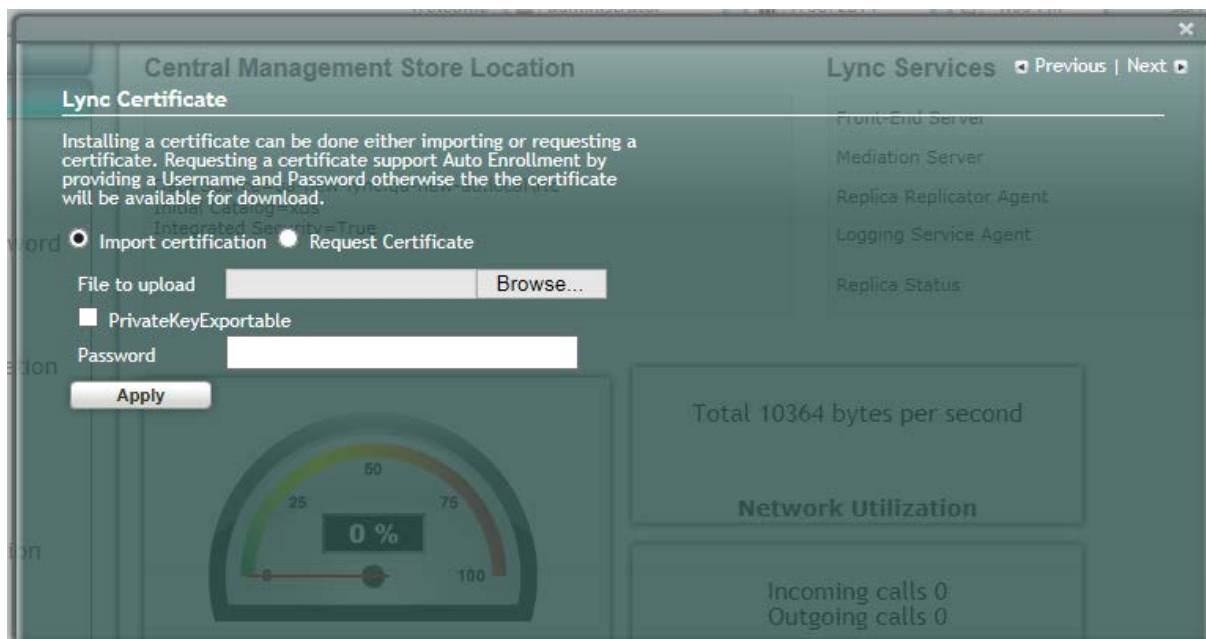 Central Management Store Location
Lync Services
Previous | Next
Lync Certificate
Installing a certificate can be done either importing or requesting a
certificate. Requesting a certificate support Auto Enrollment by
providing a Username and Password otherwise the the certificate
will be available for download.
Initial Catalog=xds
Integrated Security=True
Import certification
Request Certificate
File to upload
Browse...
PrivateKeyExportable
Password
Apply
Front-End Server
Mediation Server
Replica Replicator Agent
Logging Service Agent
Replica Status
0 %
0
25
50
75
100
Total 10364 bytes per second
Network Utilization
Incoming calls 0
Outgoing calls 0